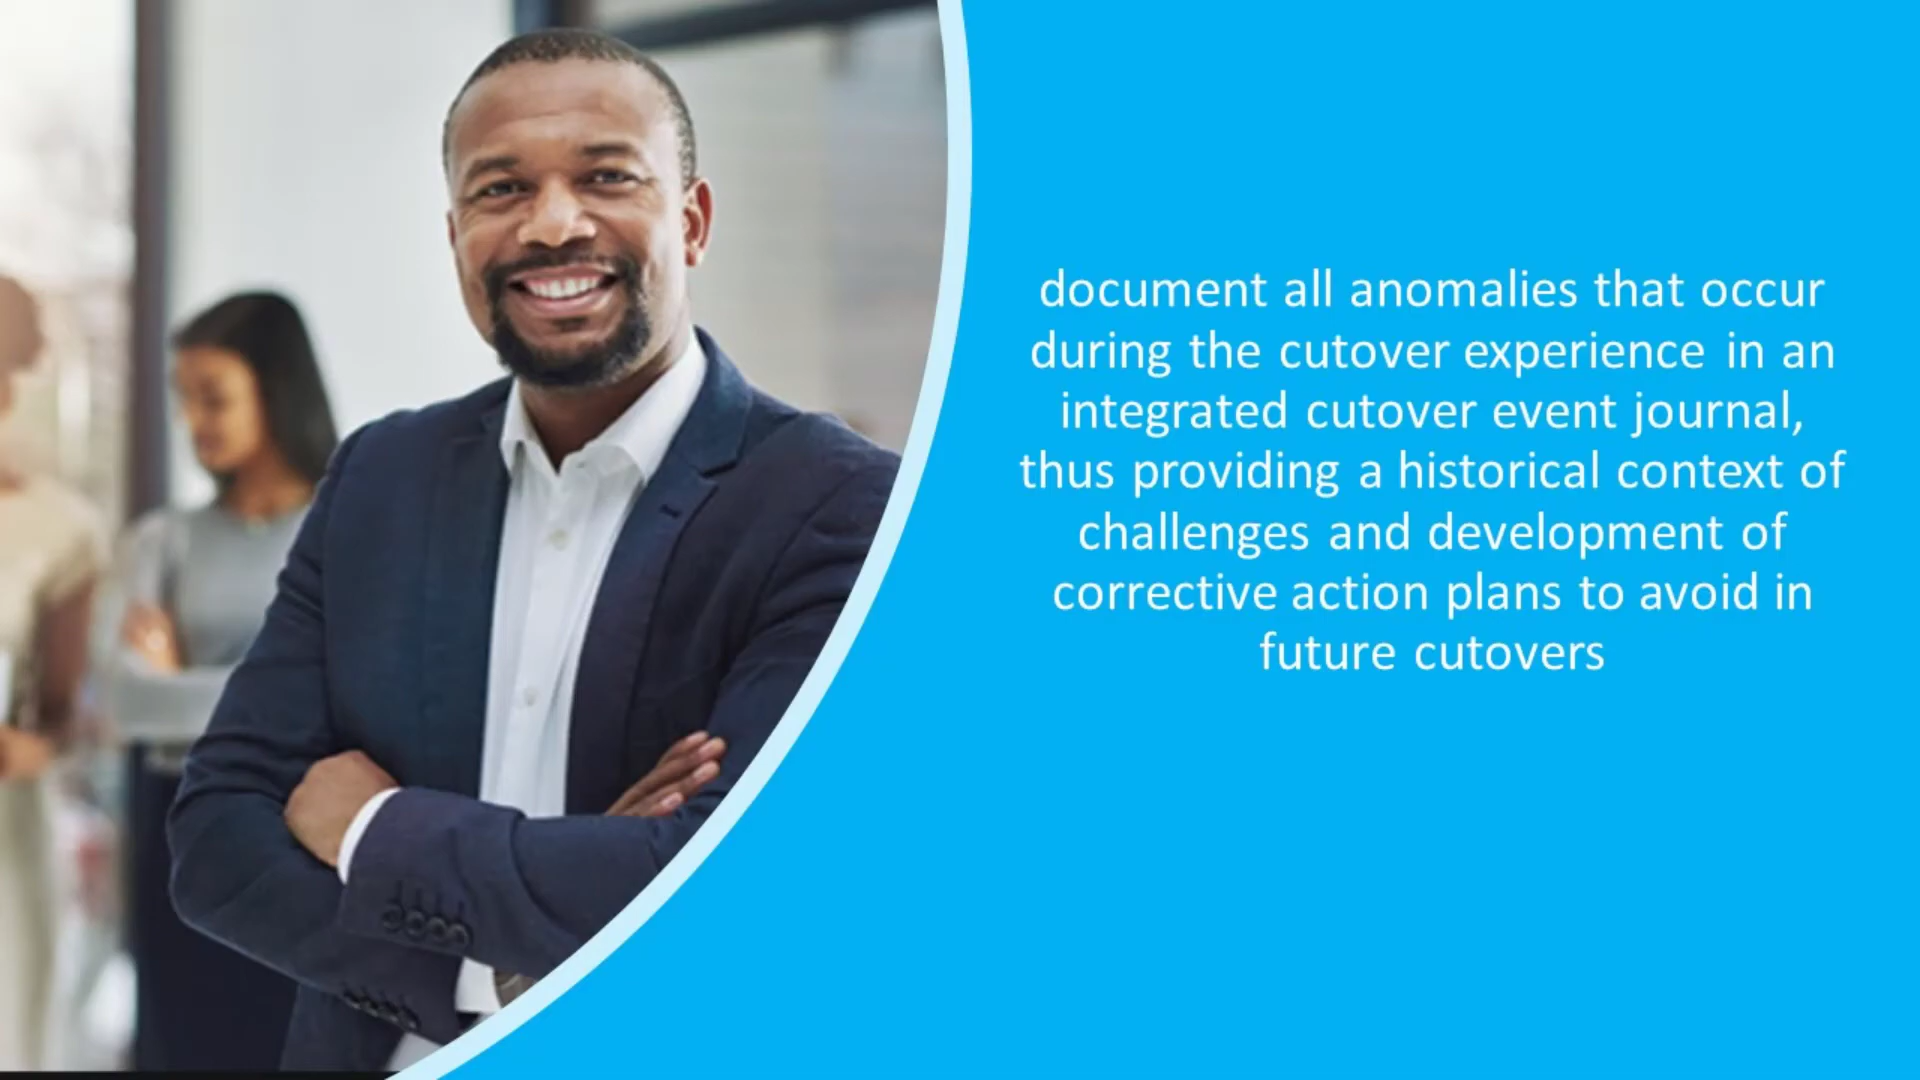 document all anomalies that occur
during the cutover experience in an
integrated cutover event journal,
thus providing a historical context of
challenges and development of
corrective action plans to avoid in
future cutovers